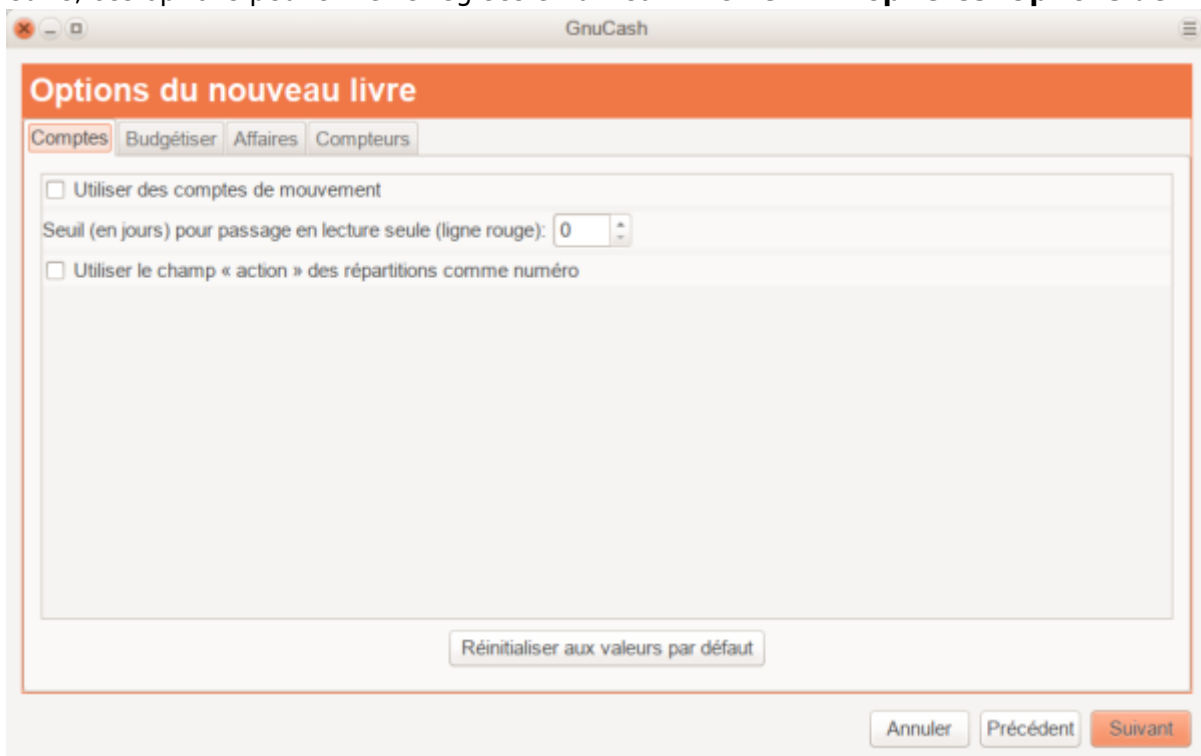 GnuCash
Options du nouveau livre
Comptes Budgétiser Affaires Compteurs
Utiliser des comptes de mouvement
Seuil (en jours) pour passage en lecture seule (ligne rouge): 0
Utiliser le champ « action » des répartitions comme numéro
Réinitialiser aux valeurs par défaut
Annuler Précédent Suivant